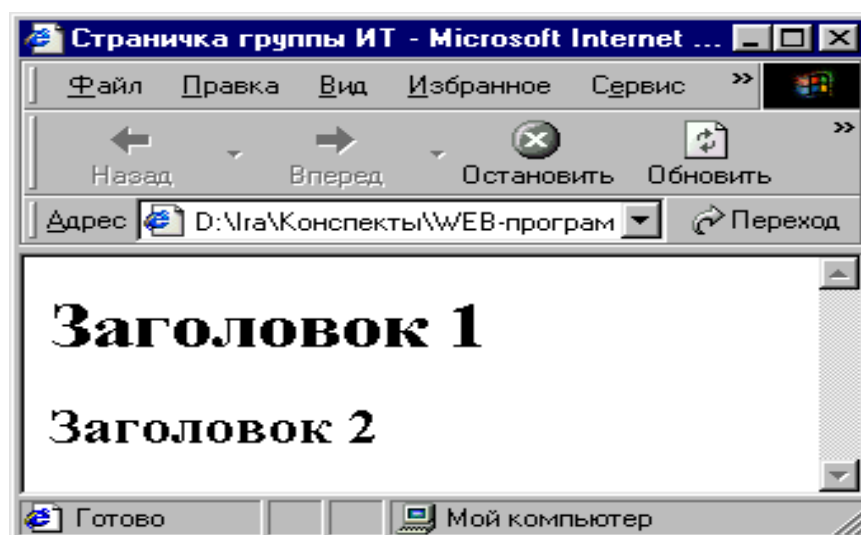 Страничка группы ИТ - Microsoft Internet ...
Файл Правка Вид Избранное Сервис »
Назад Вперед Остановить Обновить »
Адрес D:\Ira\Конспекты\WEB-програм Переход
Заголовок 1
Заголовок 2
Готово Мой компьютер